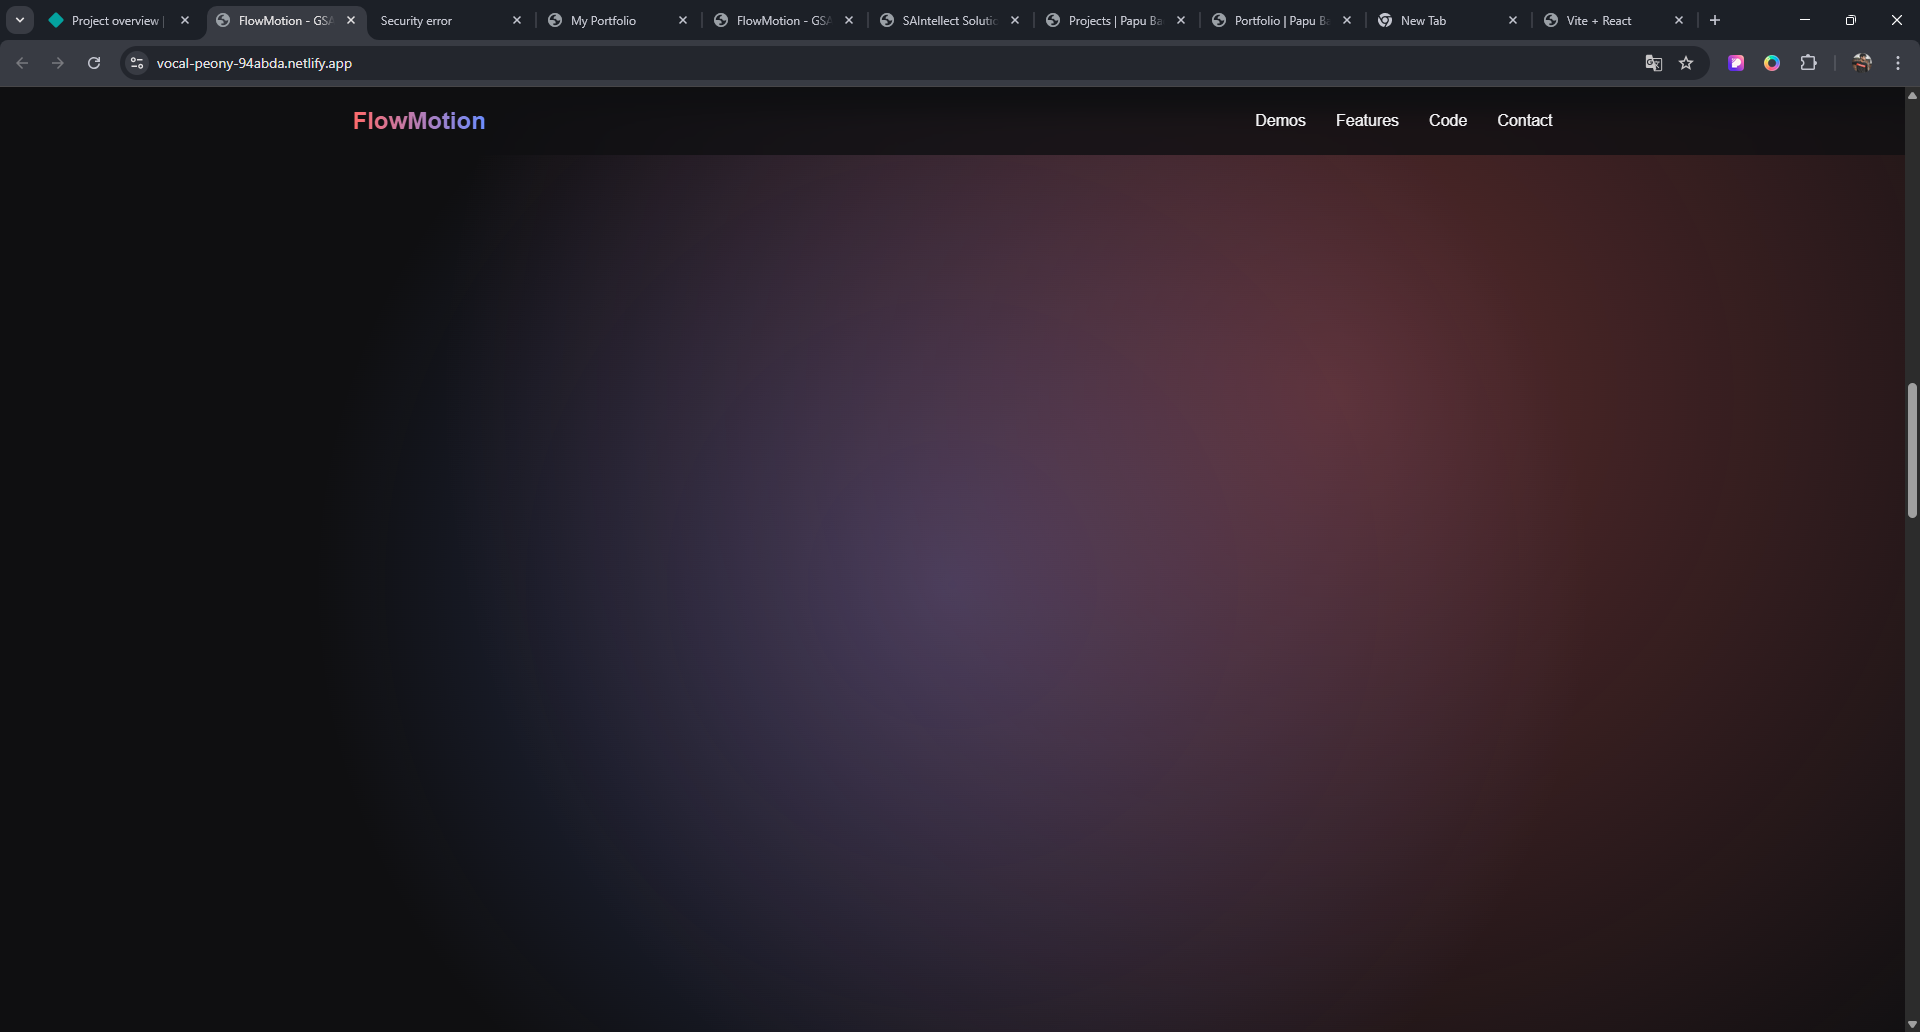 Project overview |
FlowMotion - GSA
Security error
My Portfolio
FlowMotion - GSA
SAIntellect Solutio
Projects | Papu Ba
Portfolio | Papu Ba
New Tab
Vite + React
vocal-peony-94abda.netlify.app
FlowMotion
Demos
Features
Code
Contact